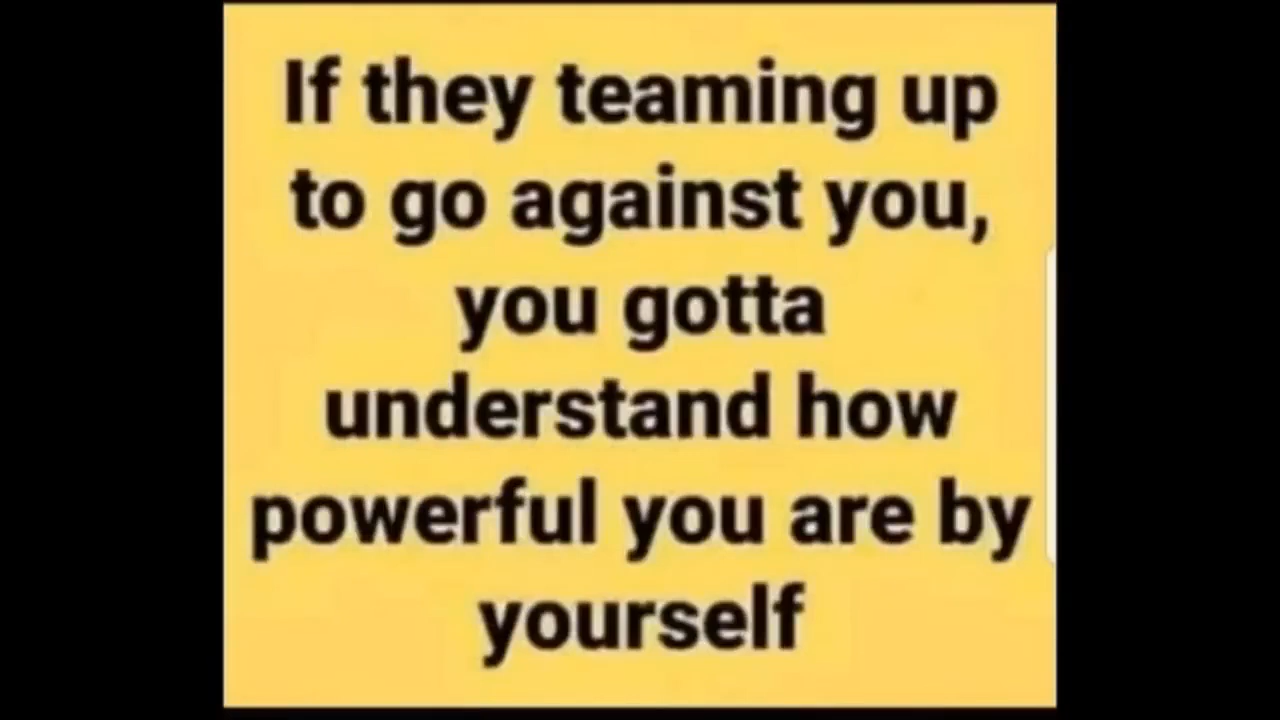 If they teaming up
to go against you,
you gotta
understand how
powerful you are by
yourself